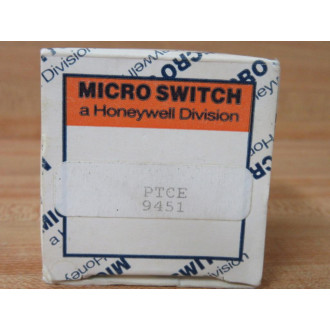 MICRO SWITCH
a Honeywell Division
PTCE
9451